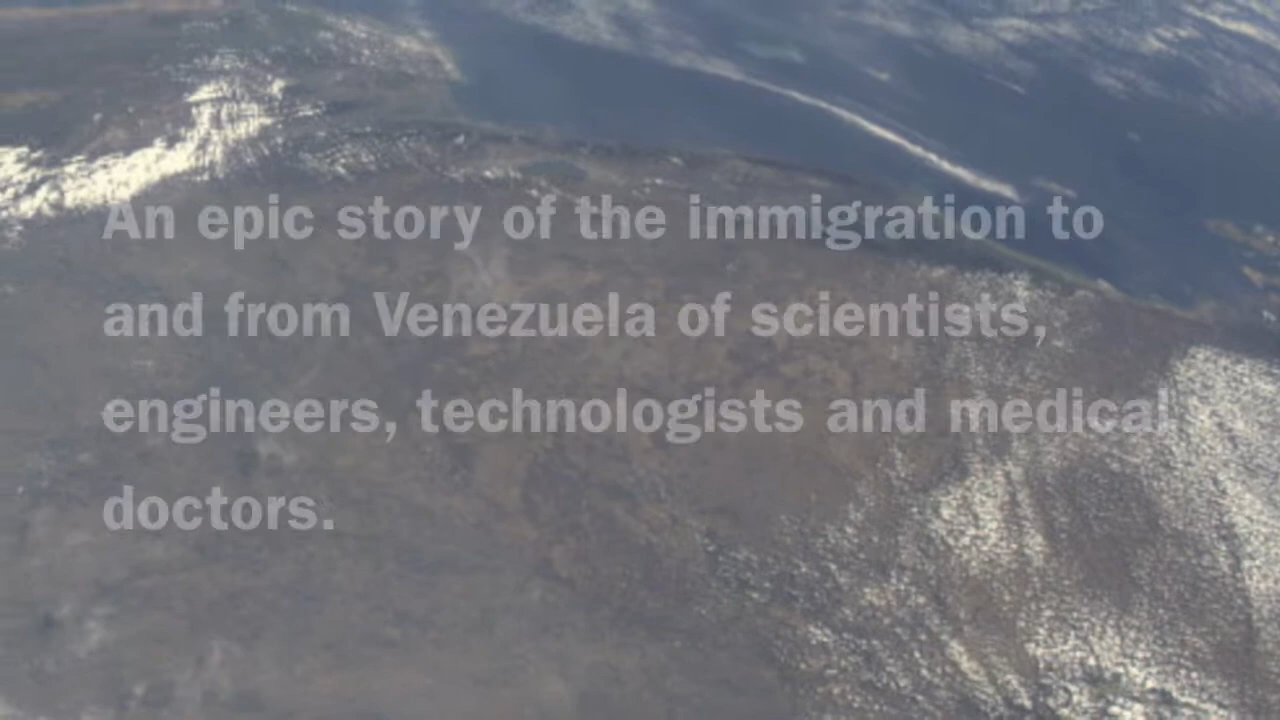 An epic story of the immigration to
and from Venezuela of scientists,
engineers, technologists and medical
doctors.